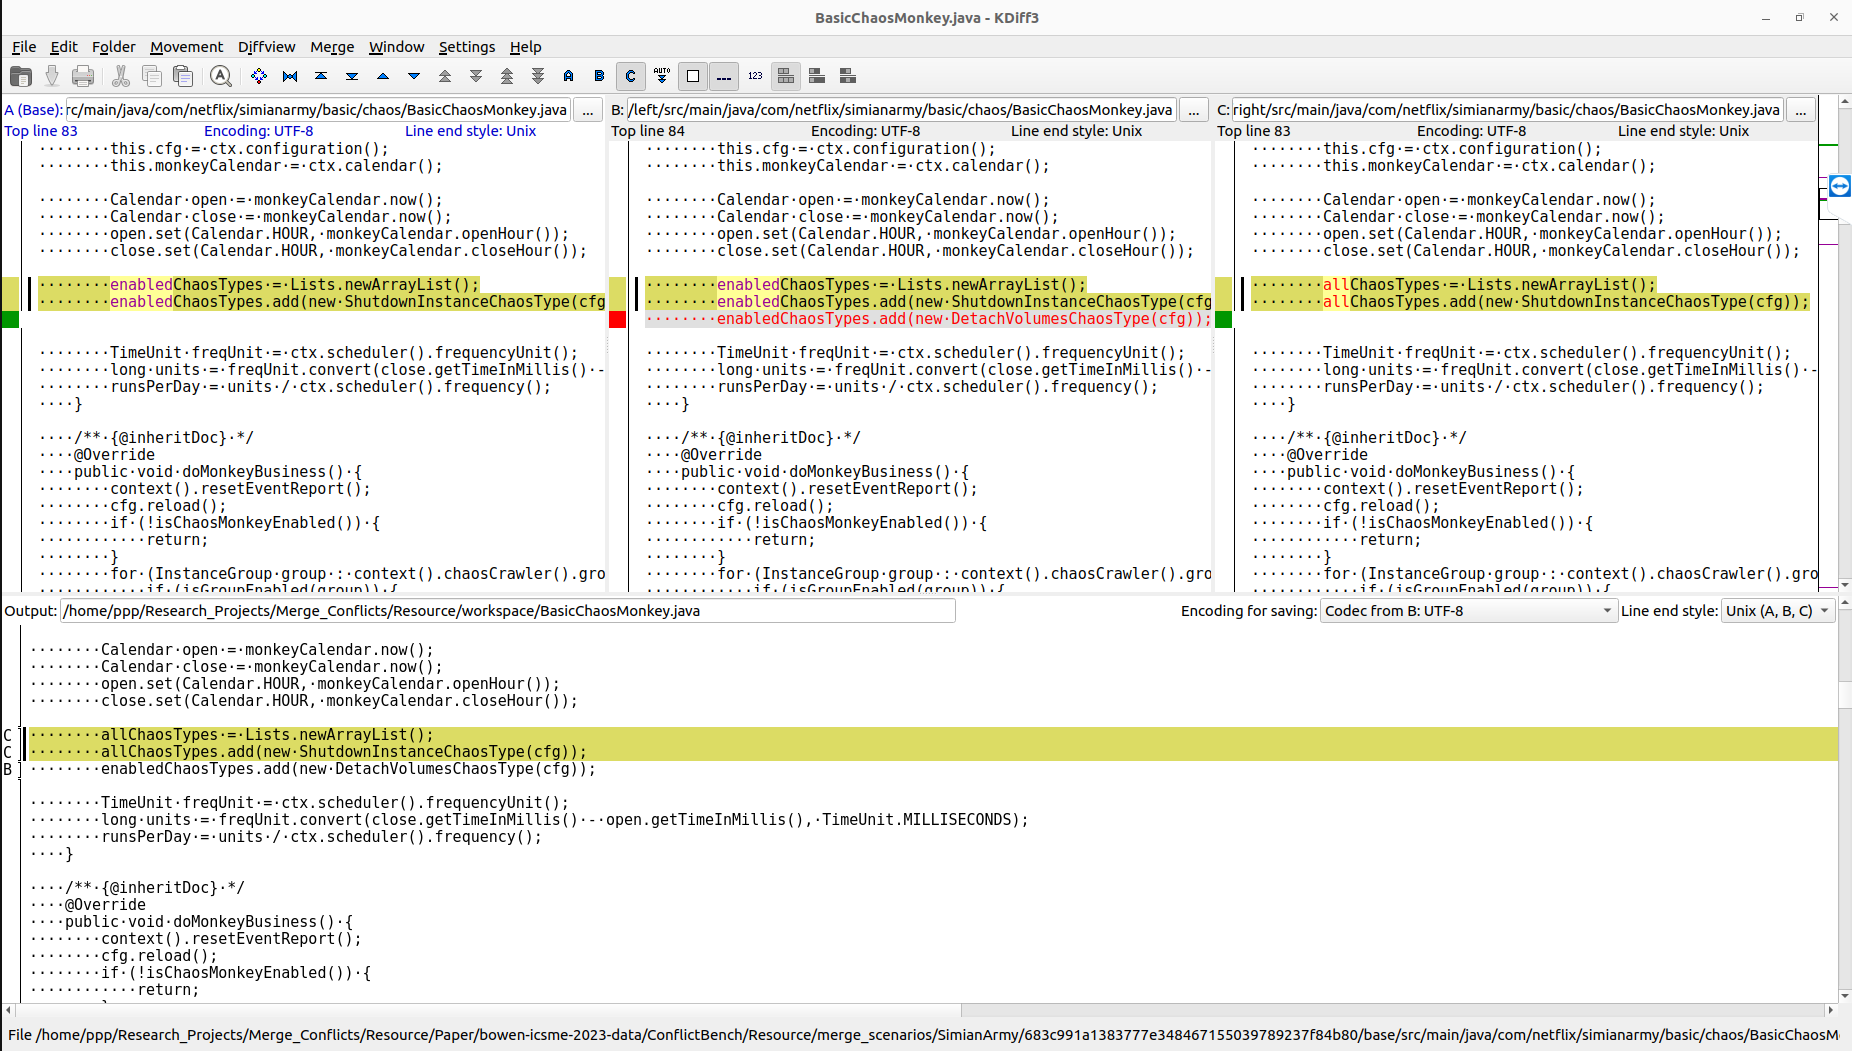 BasicChaosMonkey.java - KDiff3
File Edit Folder Movement Diffview Merge Window Settings Help
A B C AUTO 123
A (Base): rc/main/java/com/netflix/simianarmy/basic/chaos/BasicChaosMonkey.java ... B: /left/src/main/java/com/netflix/simianarmy/basic/chaos/BasicChaosMonkey.java ... C: right/src/main/java/com/netflix/simianarmy/basic/chaos/BasicChaosMonkey.java ...
Top line 83 Encoding: UTF-8 Line end style: Unix Top line 84 Encoding: UTF-8 Line end style: Unix Top line 83 Encoding: UTF-8 Line end style: Unix
········this.cfg·=·ctx.configuration();
········this.monkeyCalendar·=·ctx.calendar();
········Calendar·open·=·monkeyCalendar.now();
········Calendar·close·=·monkeyCalendar.now();
········open.set(Calendar.HOUR,·monkeyCalendar.openHour());
········close.set(Calendar.HOUR,·monkeyCalendar.closeHour());
········enabledChaosTypes·=·Lists.newArrayList();
········enabledChaosTypes.add(new·ShutdownInstanceChaosType(cfg
········TimeUnit·freqUnit·=·ctx.scheduler().frequencyUnit();
········long·units·=·freqUnit.convert(close.getTimeInMillis()·-
········runsPerDay·=·units·/·ctx.scheduler().frequency();
····}
····/**·{@inheritDoc}·*/
····@Override
····public·void·doMonkeyBusiness()·{
········context().resetEventReport();
········cfg.reload();
········if·(!isChaosMonkeyEnabled())·{
············return;
········}
········for·(InstanceGroup·group·:·context().chaosCrawler().gro
············if·(isGroupEnabled(group))·{
········this.cfg·=·ctx.configuration();
········this.monkeyCalendar·=·ctx.calendar();
········Calendar·open·=·monkeyCalendar.now();
········Calendar·close·=·monkeyCalendar.now();
········open.set(Calendar.HOUR,·monkeyCalendar.openHour());
········close.set(Calendar.HOUR,·monkeyCalendar.closeHour());
········enabledChaosTypes·=·Lists.newArrayList();
········enabledChaosTypes.add(new·ShutdownInstanceChaosType(cfg
········enabledChaosTypes.add(new·DetachVolumesChaosType(cfg));
········TimeUnit·freqUnit·=·ctx.scheduler().frequencyUnit();
········long·units·=·freqUnit.convert(close.getTimeInMillis()·-
········runsPerDay·=·units·/·ctx.scheduler().frequency();
····}
····/**·{@inheritDoc}·*/
····@Override
····public·void·doMonkeyBusiness()·{
········context().resetEventReport();
········cfg.reload();
········if·(!isChaosMonkeyEnabled())·{
············return;
········}
········for·(InstanceGroup·group·:·context().chaosCrawler().gro
············if·(isGroupEnabled(group))·{
········this.cfg·=·ctx.configuration();
········this.monkeyCalendar·=·ctx.calendar();
········Calendar·open·=·monkeyCalendar.now();
········Calendar·close·=·monkeyCalendar.now();
········open.set(Calendar.HOUR,·monkeyCalendar.openHour());
········close.set(Calendar.HOUR,·monkeyCalendar.closeHour());
········allChaosTypes·=·Lists.newArrayList();
········allChaosTypes.add(new·ShutdownInstanceChaosType(cfg));
········TimeUnit·freqUnit·=·ctx.scheduler().frequencyUnit();
········long·units·=·freqUnit.convert(close.getTimeInMillis()·-
········runsPerDay·=·units·/·ctx.scheduler().frequency();
····}
····/**·{@inheritDoc}·*/
····@Override
····public·void·doMonkeyBusiness()·{
········context().resetEventReport();
········cfg.reload();
········if·(!isChaosMonkeyEnabled())·{
············return;
········}
········for·(InstanceGroup·group·:·context().chaosCrawler().gro
············if·(isGroupEnabled(group))·{
Output: /home/ppp/Research_Projects/Merge_Conflicts/Resource/workspace/BasicChaosMonkey.java Encoding for saving: Codec from B: UTF-8 Line end style: Unix (A, B, C)
········Calendar·open·=·monkeyCalendar.now();
········Calendar·close·=·monkeyCalendar.now();
········open.set(Calendar.HOUR,·monkeyCalendar.openHour());
········close.set(Calendar.HOUR,·monkeyCalendar.closeHour());
C ········allChaosTypes·=·Lists.newArrayList();
C ········allChaosTypes.add(new·ShutdownInstanceChaosType(cfg));
B ········enabledChaosTypes.add(new·DetachVolumesChaosType(cfg));
········TimeUnit·freqUnit·=·ctx.scheduler().frequencyUnit();
········long·units·=·freqUnit.convert(close.getTimeInMillis()·-·open.getTimeInMillis(),·TimeUnit.MILLISECONDS);
········runsPerDay·=·units·/·ctx.scheduler().frequency();
····}
····/**·{@inheritDoc}·*/
····@Override
····public·void·doMonkeyBusiness()·{
········context().resetEventReport();
········cfg.reload();
········if·(!isChaosMonkeyEnabled())·{
············return;
File /home/ppp/Research_Projects/Merge_Conflicts/Resource/Paper/bowen-icsme-2023-data/ConflictBench/Resource/merge_scenarios/SimianArmy/683c991a1383777e348467155039789237f84b80/base/src/main/java/com/netflix/simianarmy/basic/chaos/BasicChaosM